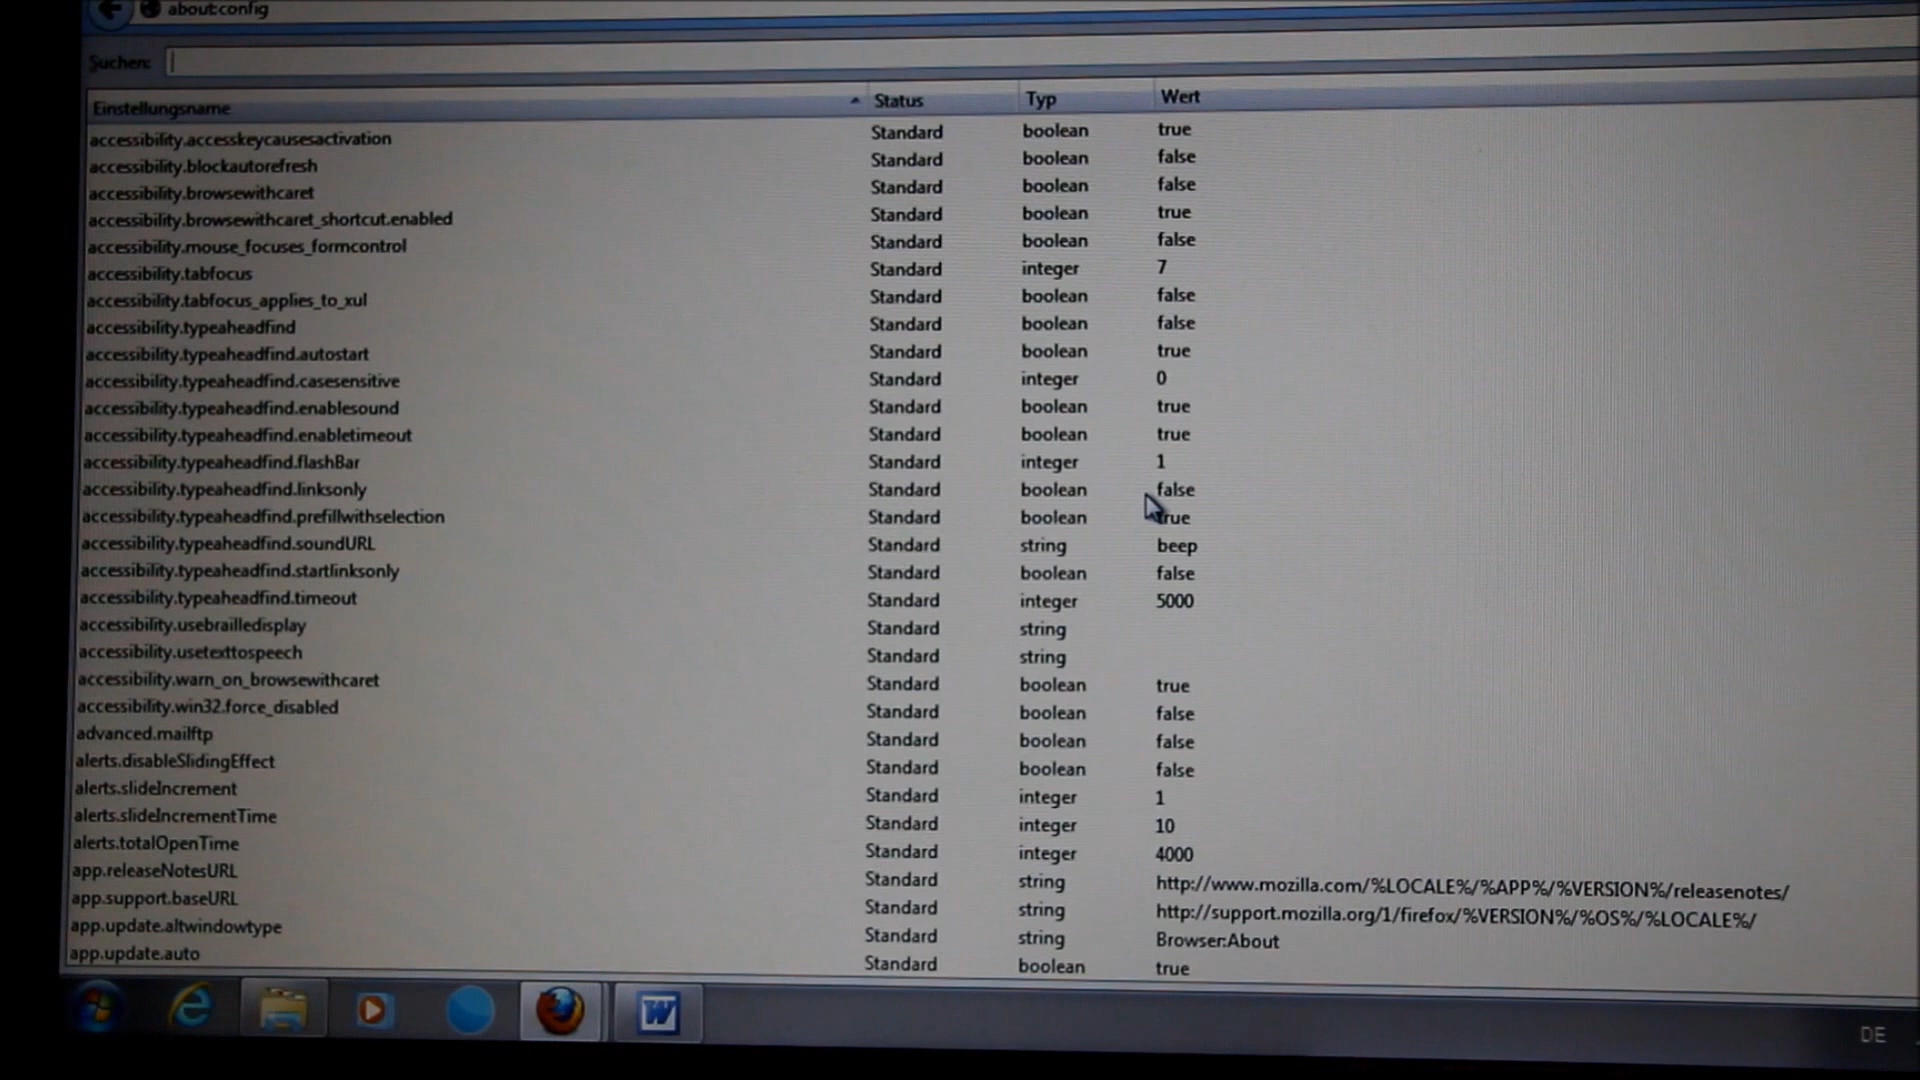 about:config
Suchen:
Einstellungsname Status Typ Wert
accessibility.accesskeycausesactivation Standard boolean true
accessibility.blockautorefresh Standard boolean false
accessibility.browsewithcaret Standard boolean false
accessibility.browsewithcaret_shortcut.enabled Standard boolean true
accessibility.mouse_focuses_formcontrol Standard boolean false
accessibility.tabfocus Standard integer 7
accessibility.tabfocus_applies_to_xul Standard boolean false
accessibility.typeaheadfind Standard boolean false
accessibility.typeaheadfind.autostart Standard boolean true
accessibility.typeaheadfind.casesensitive Standard integer 0
accessibility.typeaheadfind.enablesound Standard boolean true
accessibility.typeaheadfind.enabletimeout Standard boolean true
accessibility.typeaheadfind.flashBar Standard integer 1
accessibility.typeaheadfind.linksonly Standard boolean false
accessibility.typeaheadfind.prefillwithselection Standard boolean true
accessibility.typeaheadfind.soundURL Standard string beep
accessibility.typeaheadfind.startlinksonly Standard boolean false
accessibility.typeaheadfind.timeout Standard integer 5000
accessibility.usebrailledisplay Standard string
accessibility.usetexttospeech Standard string
accessibility.warn_on_browsewithcaret Standard boolean true
accessibility.win32.force_disabled Standard boolean false
advanced.mailftp Standard boolean false
alerts.disableSlidingEffect Standard boolean false
alerts.slideIncrement Standard integer 1
alerts.slideIncrementTime Standard integer 10
alerts.totalOpenTime Standard integer 4000
app.releaseNotesURL Standard string http://www.mozilla.com/%LOCALE%/%APP%/%VERSION%/releasenotes/
app.support.baseURL Standard string http://support.mozilla.org/1/firefox/%VERSION%/%OS%/%LOCALE%/
app.update.altwindowtype Standard string Browser:About
app.update.auto Standard boolean true
W
DE